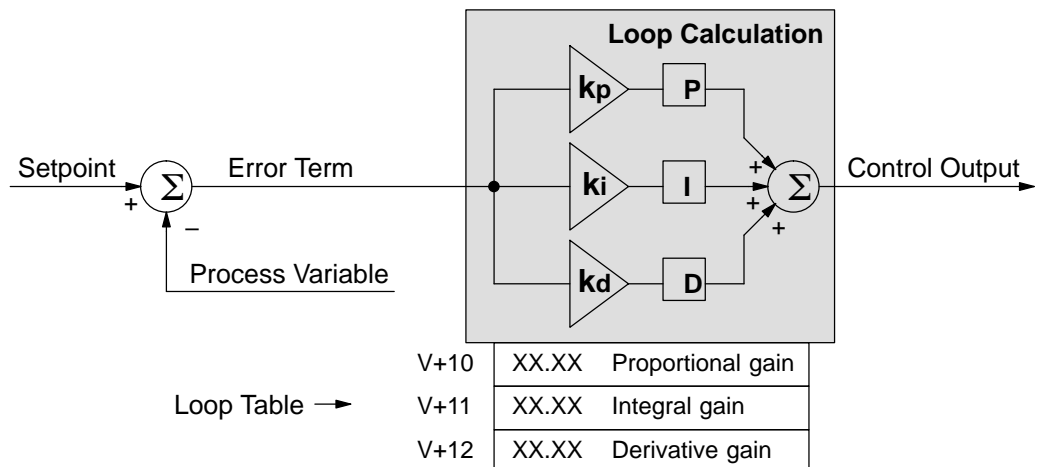 Loop Calculation
kp
P
Setpoint
Σ
Error Term
ki
I
Σ
Control Output
+
+
+
+
−
Process Variable
kd
D
V+10 XX.XX Proportional gain
Loop Table
V+11 XX.XX Integral gain
V+12 XX.XX Derivative gain